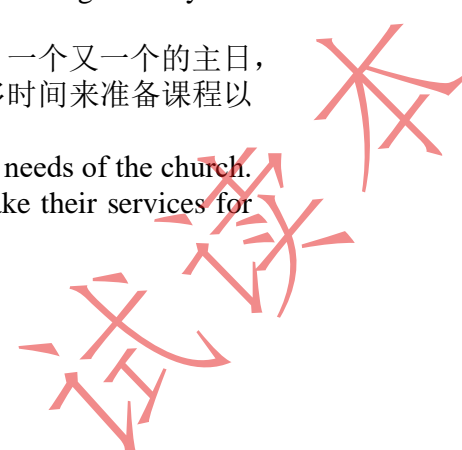 一个又一个的主日，
时间来准备课程以
needs of the church.
ake their services for
试读本